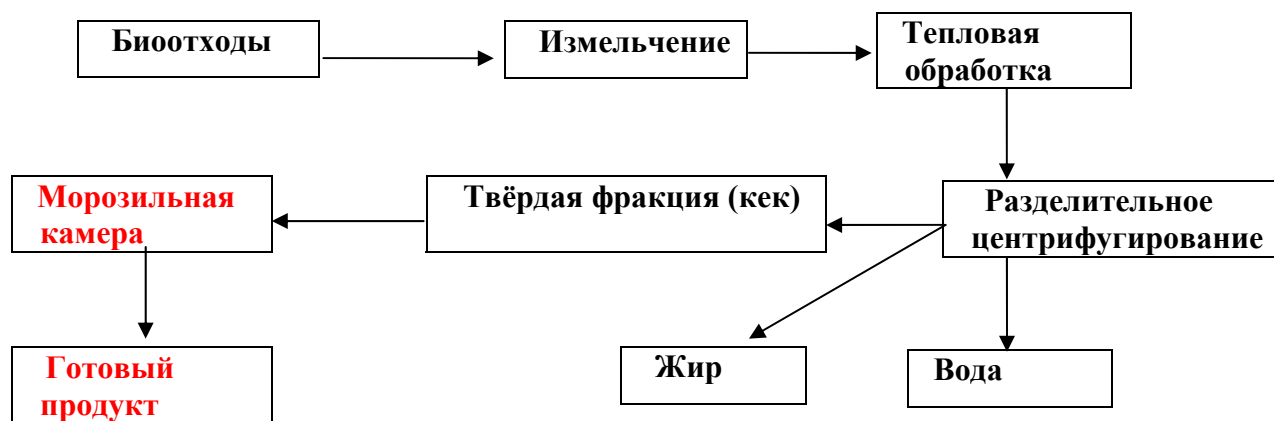 Биоотходы
Измельчение
Тепловая
обработка
Морозильная
камера
Твёрдая фракция (кек)
Разделительное
центрифугирование
Готовый
продукт
Жир
Вода